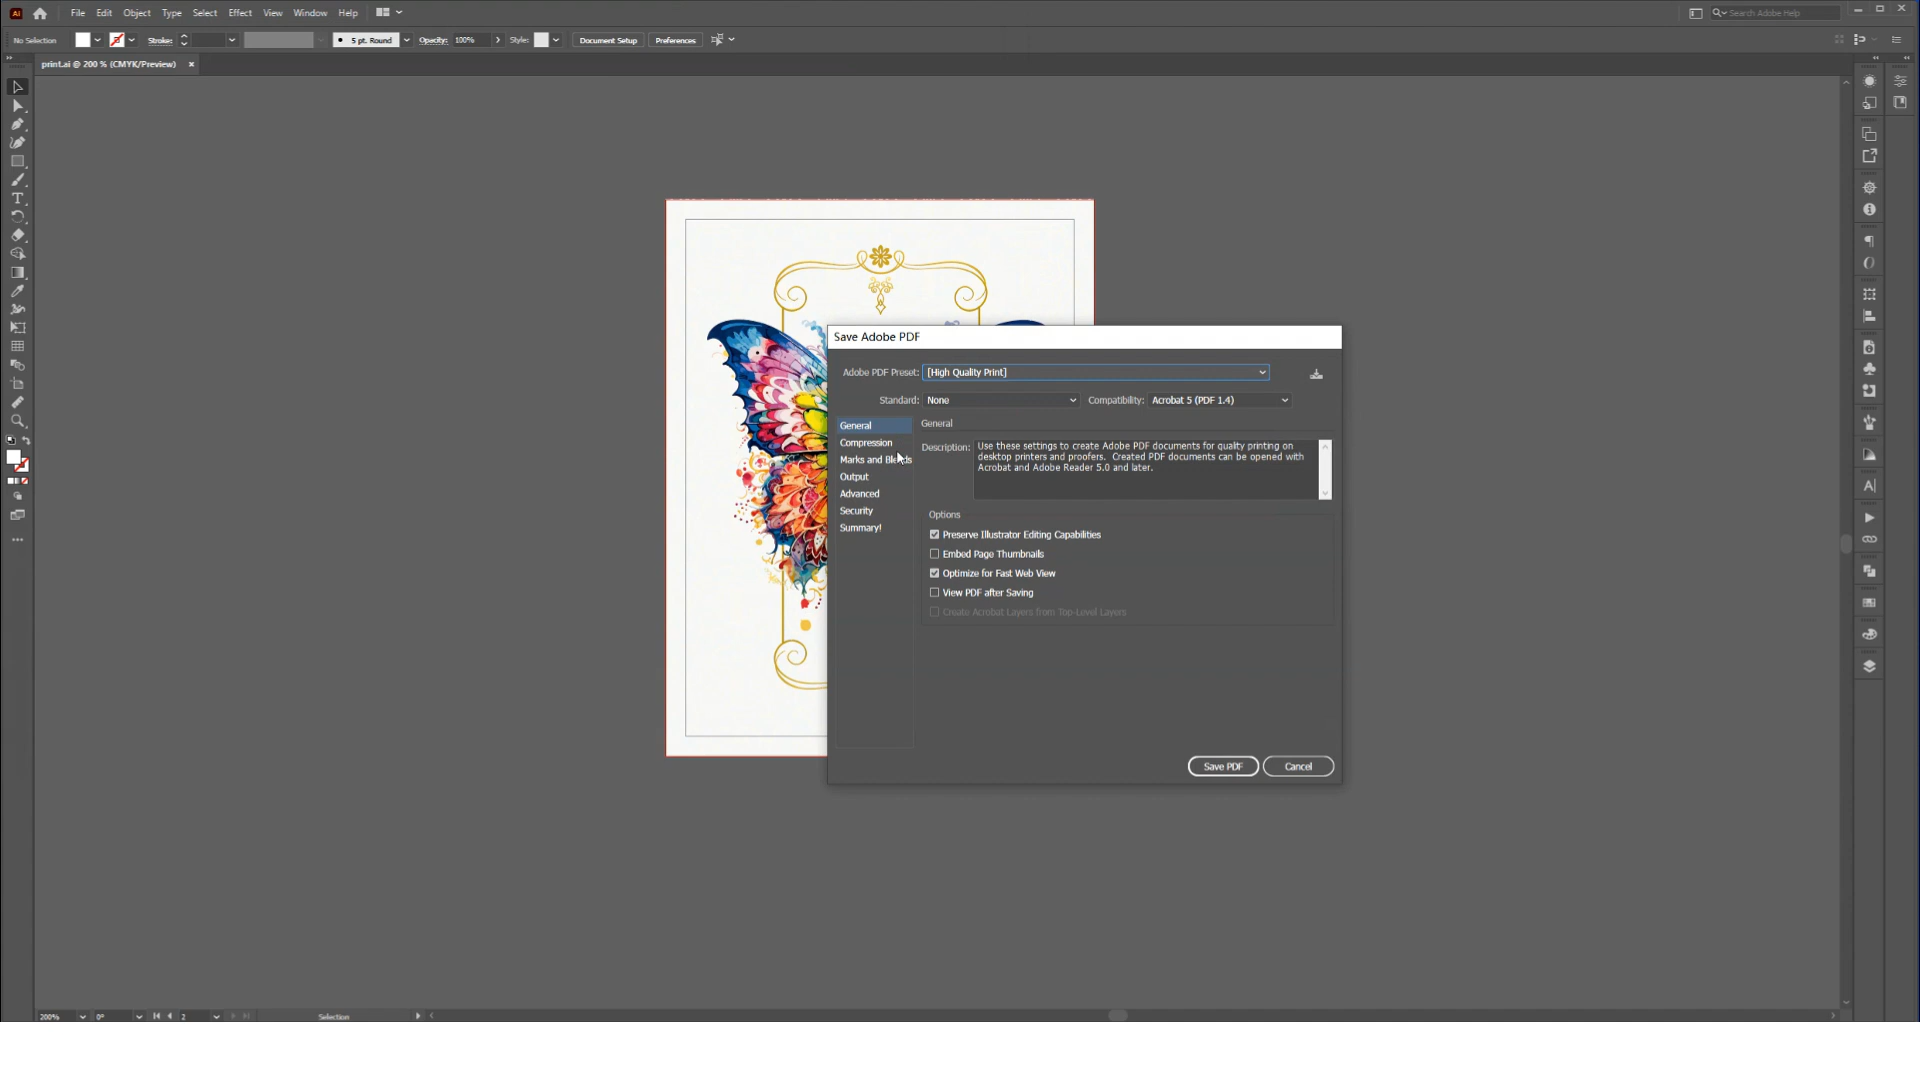 Ai File Edit Object Type Select Effect View Window Help Search Adobe Help
No Selection Stroke: 5 pt. Round Opacity: 100% Style: Document Setup Preferences
print.ai @ 200 % (CMYK/Preview) ×
Save Adobe PDF
Adobe PDF Preset: [High Quality Print]
Standard: None Compatibility: Acrobat 5 (PDF 1.4)
General
Compression
Marks and Bleeds
Output
Advanced
Security
Summary!
General
Description: Use these settings to create Adobe PDF documents for quality printing on
desktop printers and proofers. Created PDF documents can be opened with
Acrobat and Adobe Reader 5.0 and later.
Options
Preserve Illustrator Editing Capabilities
Embed Page Thumbnails
Optimize for Fast Web View
View PDF after Saving
Create Acrobat Layers from Top-Level Layers
Save PDF Cancel
200% 0° 2 Selection